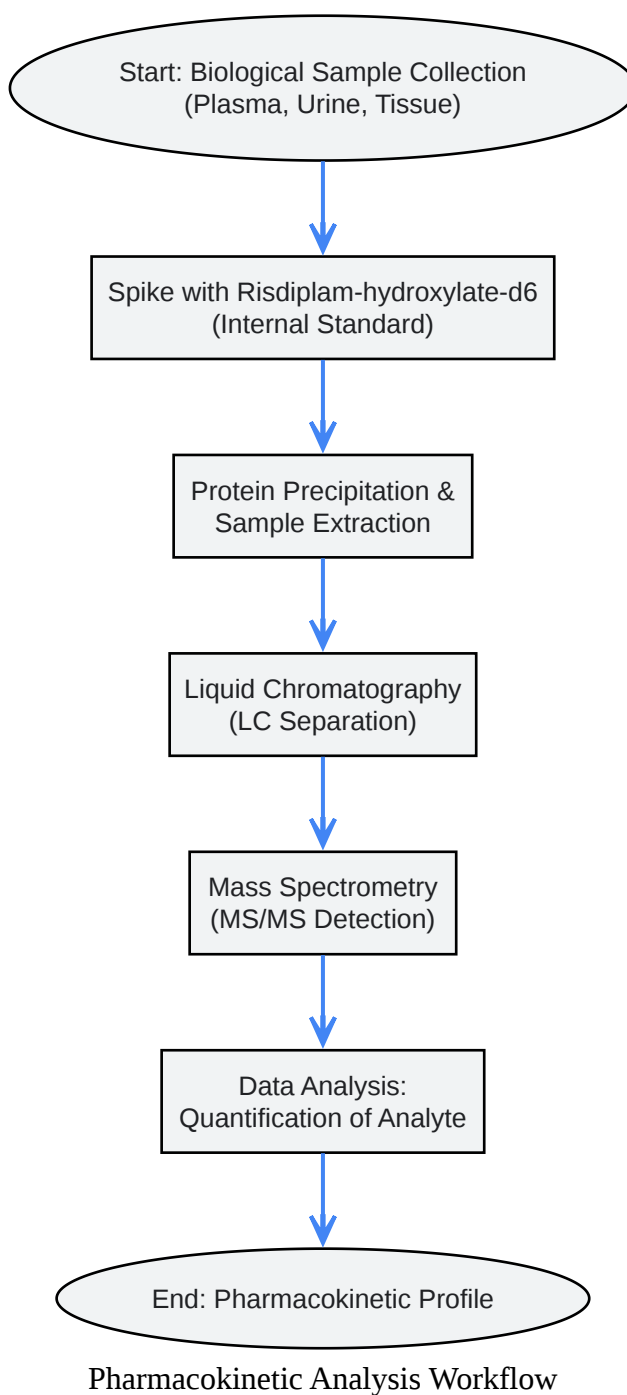 Start: Biological Sample Collection
(Plasma, Urine, Tissue)
Spike with Risdiplam-hydroxylate-d6
(Internal Standard)
Protein Precipitation &
Sample Extraction
Liquid Chromatography
(LC Separation)
Mass Spectrometry
(MS/MS Detection)
Data Analysis:
Quantification of Analyte
End: Pharmacokinetic Profile
Pharmacokinetic Analysis Workflow